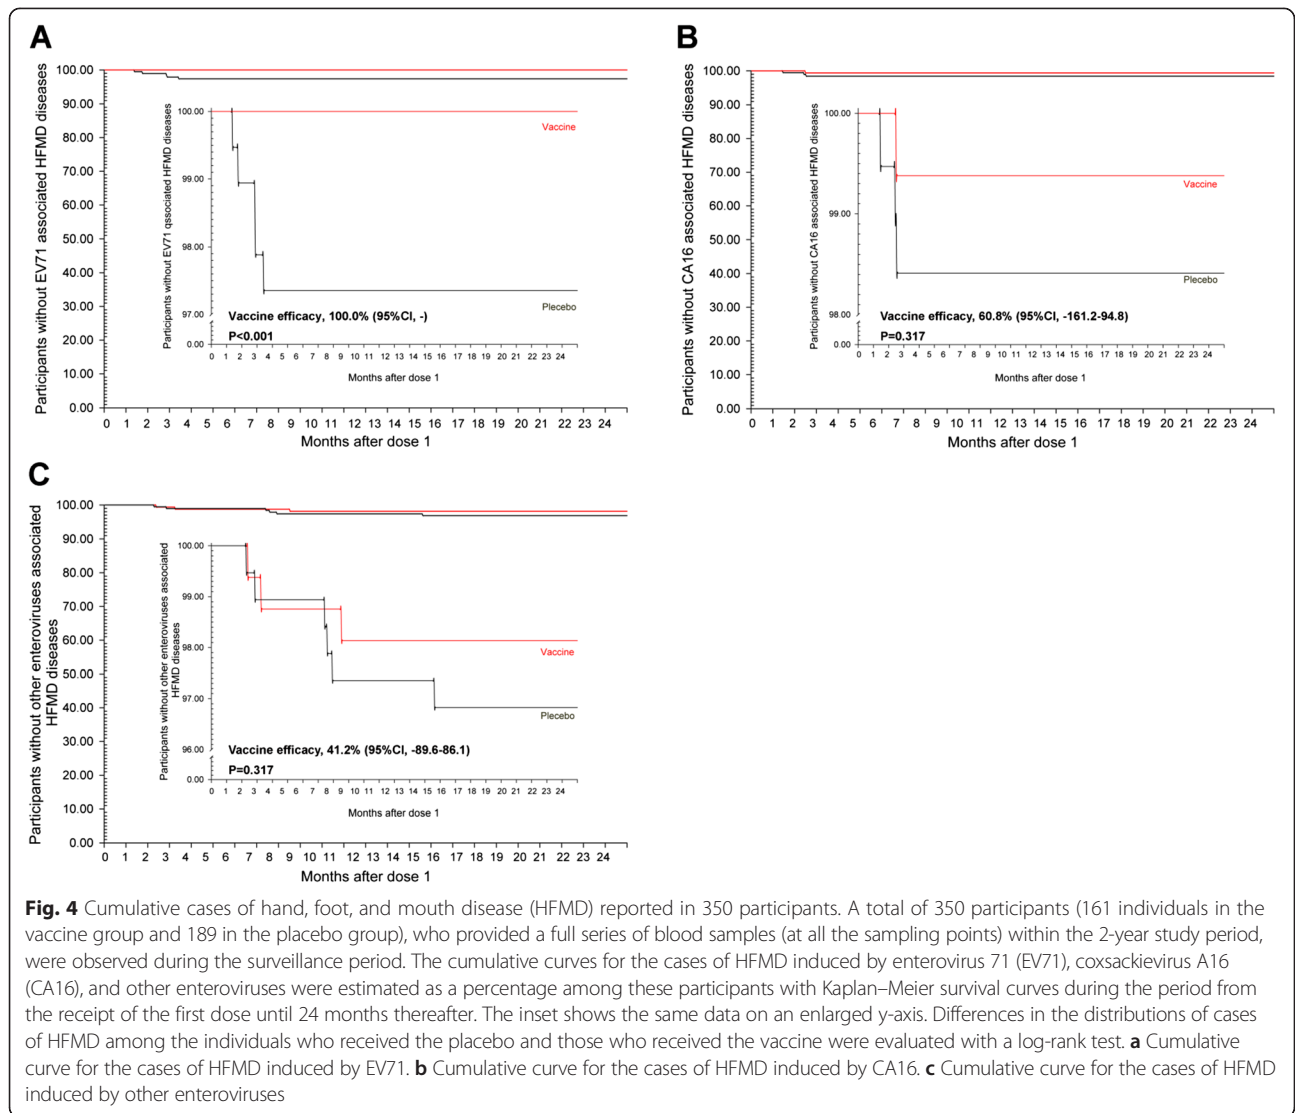 A
Participants without EV71 associated HFMD diseases
100.00
90.00
80.00
70.00
60.00
50.00
40.00
30.00
20.00
10.00
0.00
0 1 2 3 4 5 6 7 8 9 10 11 12 13 14 15 16 17 18 19 20 21 22 23 24
Months after dose 1
Participants without EV71 qssociated HFMD diseases
100.00
99.00
98.00
97.00
0.00
Vaccine
Plecebo
Vaccine efficacy, 100.0% (95%CI, -)
P<0.001
0 1 2 3 4 5 6 7 8 9 10 11 12 13 14 15 16 17 18 19 20 21 22 23 24
Months after dose 1
B
Participants without CA16 associated HFMD diseases
100.00
90.00
80.00
70.00
60.00
50.00
40.00
30.00
20.00
10.00
0.00
0 1 2 3 4 5 6 7 8 9 10 11 12 13 14 15 16 17 18 19 20 21 22 23 24
Months after dose 1
Participants without CA16 associated HFMD diseases
100.00
99.00
98.00
0.00
Vaccine
Plecebo
Vaccine efficacy, 60.8% (95%CI, -161.2-94.8)
P=0.317
0 1 2 3 4 5 6 7 8 9 10 11 12 13 14 15 16 17 18 19 20 21 22 23 24
Months after dose 1
C
Participants without other enteroviruses associated
HFMD diseases
100.00
90.00
80.00
70.00
60.00
50.00
40.00
30.00
20.00
10.00
0.00
0 1 2 3 4 5 6 7 8 9 10 11 12 13 14 15 16 17 18 19 20 21 22 23 24
Months after dose 1
Participants without other enteroviruses associated
HFMD diseases
100.00
99.00
98.00
97.00
96.00
0.00
Vaccine
Plecebo
Vaccine efficacy, 41.2% (95%CI, -89.6-86.1)
P=0.317
0 1 2 3 4 5 6 7 8 9 10 11 12 13 14 15 16 17 18 19 20 21 22 23 24
Months after dose 1
Fig. 4 Cumulative cases of hand, foot, and mouth disease (HFMD) reported in 350 participants. A total of 350 participants (161 individuals in the
vaccine group and 189 in the placebo group), who provided a full series of blood samples (at all the sampling points) within the 2-year study period,
were observed during the surveillance period. The cumulative curves for the cases of HFMD induced by enterovirus 71 (EV71), coxsackievirus A16
(CA16), and other enteroviruses were estimated as a percentage among these participants with Kaplan–Meier survival curves during the period from
the receipt of the first dose until 24 months thereafter. The inset shows the same data on an enlarged y-axis. Differences in the distributions of cases
of HFMD among the individuals who received the placebo and those who received the vaccine were evaluated with a log-rank test. a Cumulative
curve for the cases of HFMD induced by EV71. b Cumulative curve for the cases of HFMD induced by CA16. c Cumulative curve for the cases of HFMD
induced by other enteroviruses